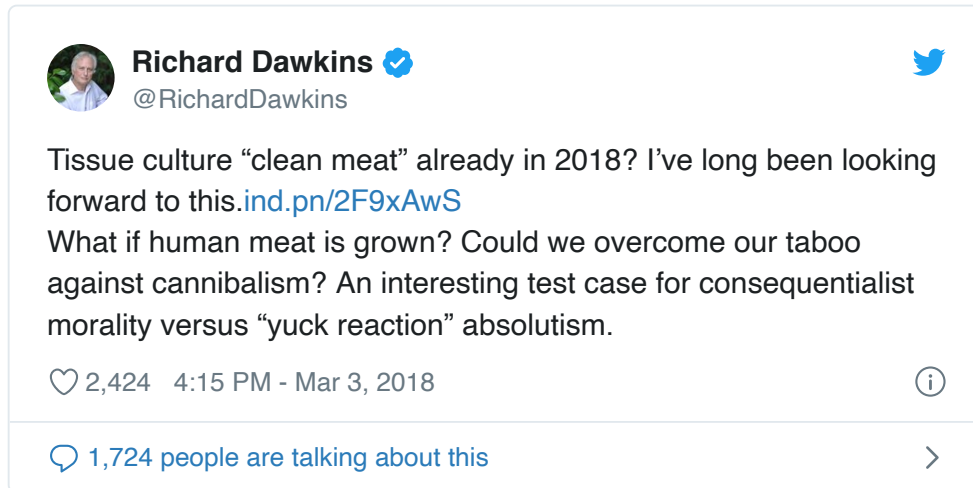 Richard Dawkins
@RichardDawkins
Tissue culture “clean meat” already in 2018? I’ve long been looking
forward to this.ind.pn/2F9xAwS
What if human meat is grown? Could we overcome our taboo
against cannibalism? An interesting test case for consequentialist
morality versus “yuck reaction” absolutism.
2,424 4:15 PM - Mar 3, 2018
1,724 people are talking about this